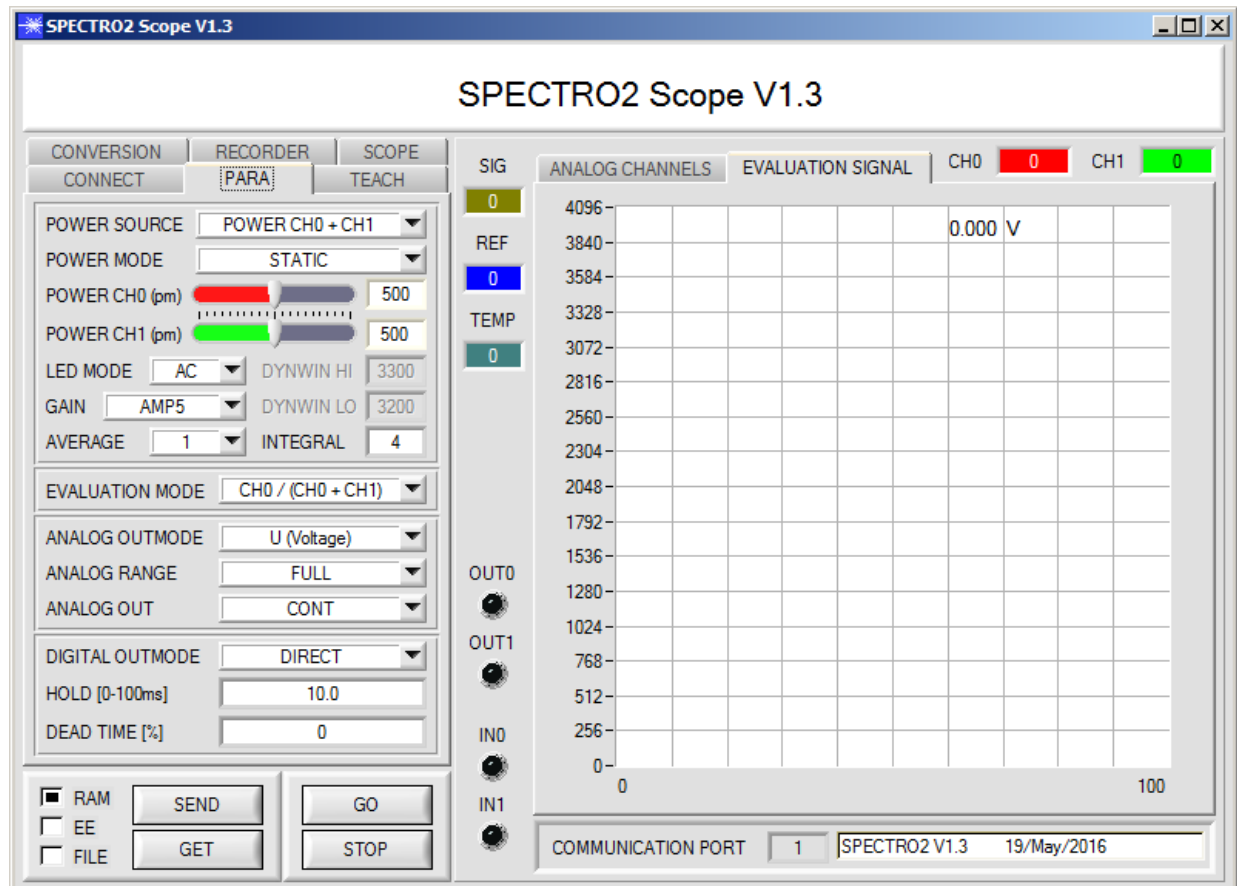 SPECTRO2 Scope V1.3
SPECTRO2 Scope V1.3
CONVERSION RECORDER SCOPE
CONNECT PARA TEACH
POWER SOURCE POWER CH0 + CH1
POWER MODE STATIC
POWER CH0 (pm) 500
POWER CH1 (pm) 500
LED MODE AC DYNWIN HI 3300
GAIN AMP5 DYNWIN LO 3200
AVERAGE 1 INTEGRAL 4
EVALUATION MODE CH0 / (CH0 + CH1)
ANALOG OUTMODE U (Voltage)
ANALOG RANGE FULL
ANALOG OUT CONT
DIGITAL OUTMODE DIRECT
HOLD [0-100ms] 10.0
DEAD TIME [%] 0
RAM
EE
FILE
SEND
GET
GO
STOP
SIG
0
REF
0
TEMP
0
OUT0
OUT1
IN0
IN1
ANALOG CHANNELS EVALUATION SIGNAL CH0 0 CH1 0
0.000 V
4096
3840
3584
3328
3072
2816
2560
2304
2048
1792
1536
1280
1024
768
512
256
0
0 100
COMMUNICATION PORT 1 SPECTRO2 V1.3 19/May/2016